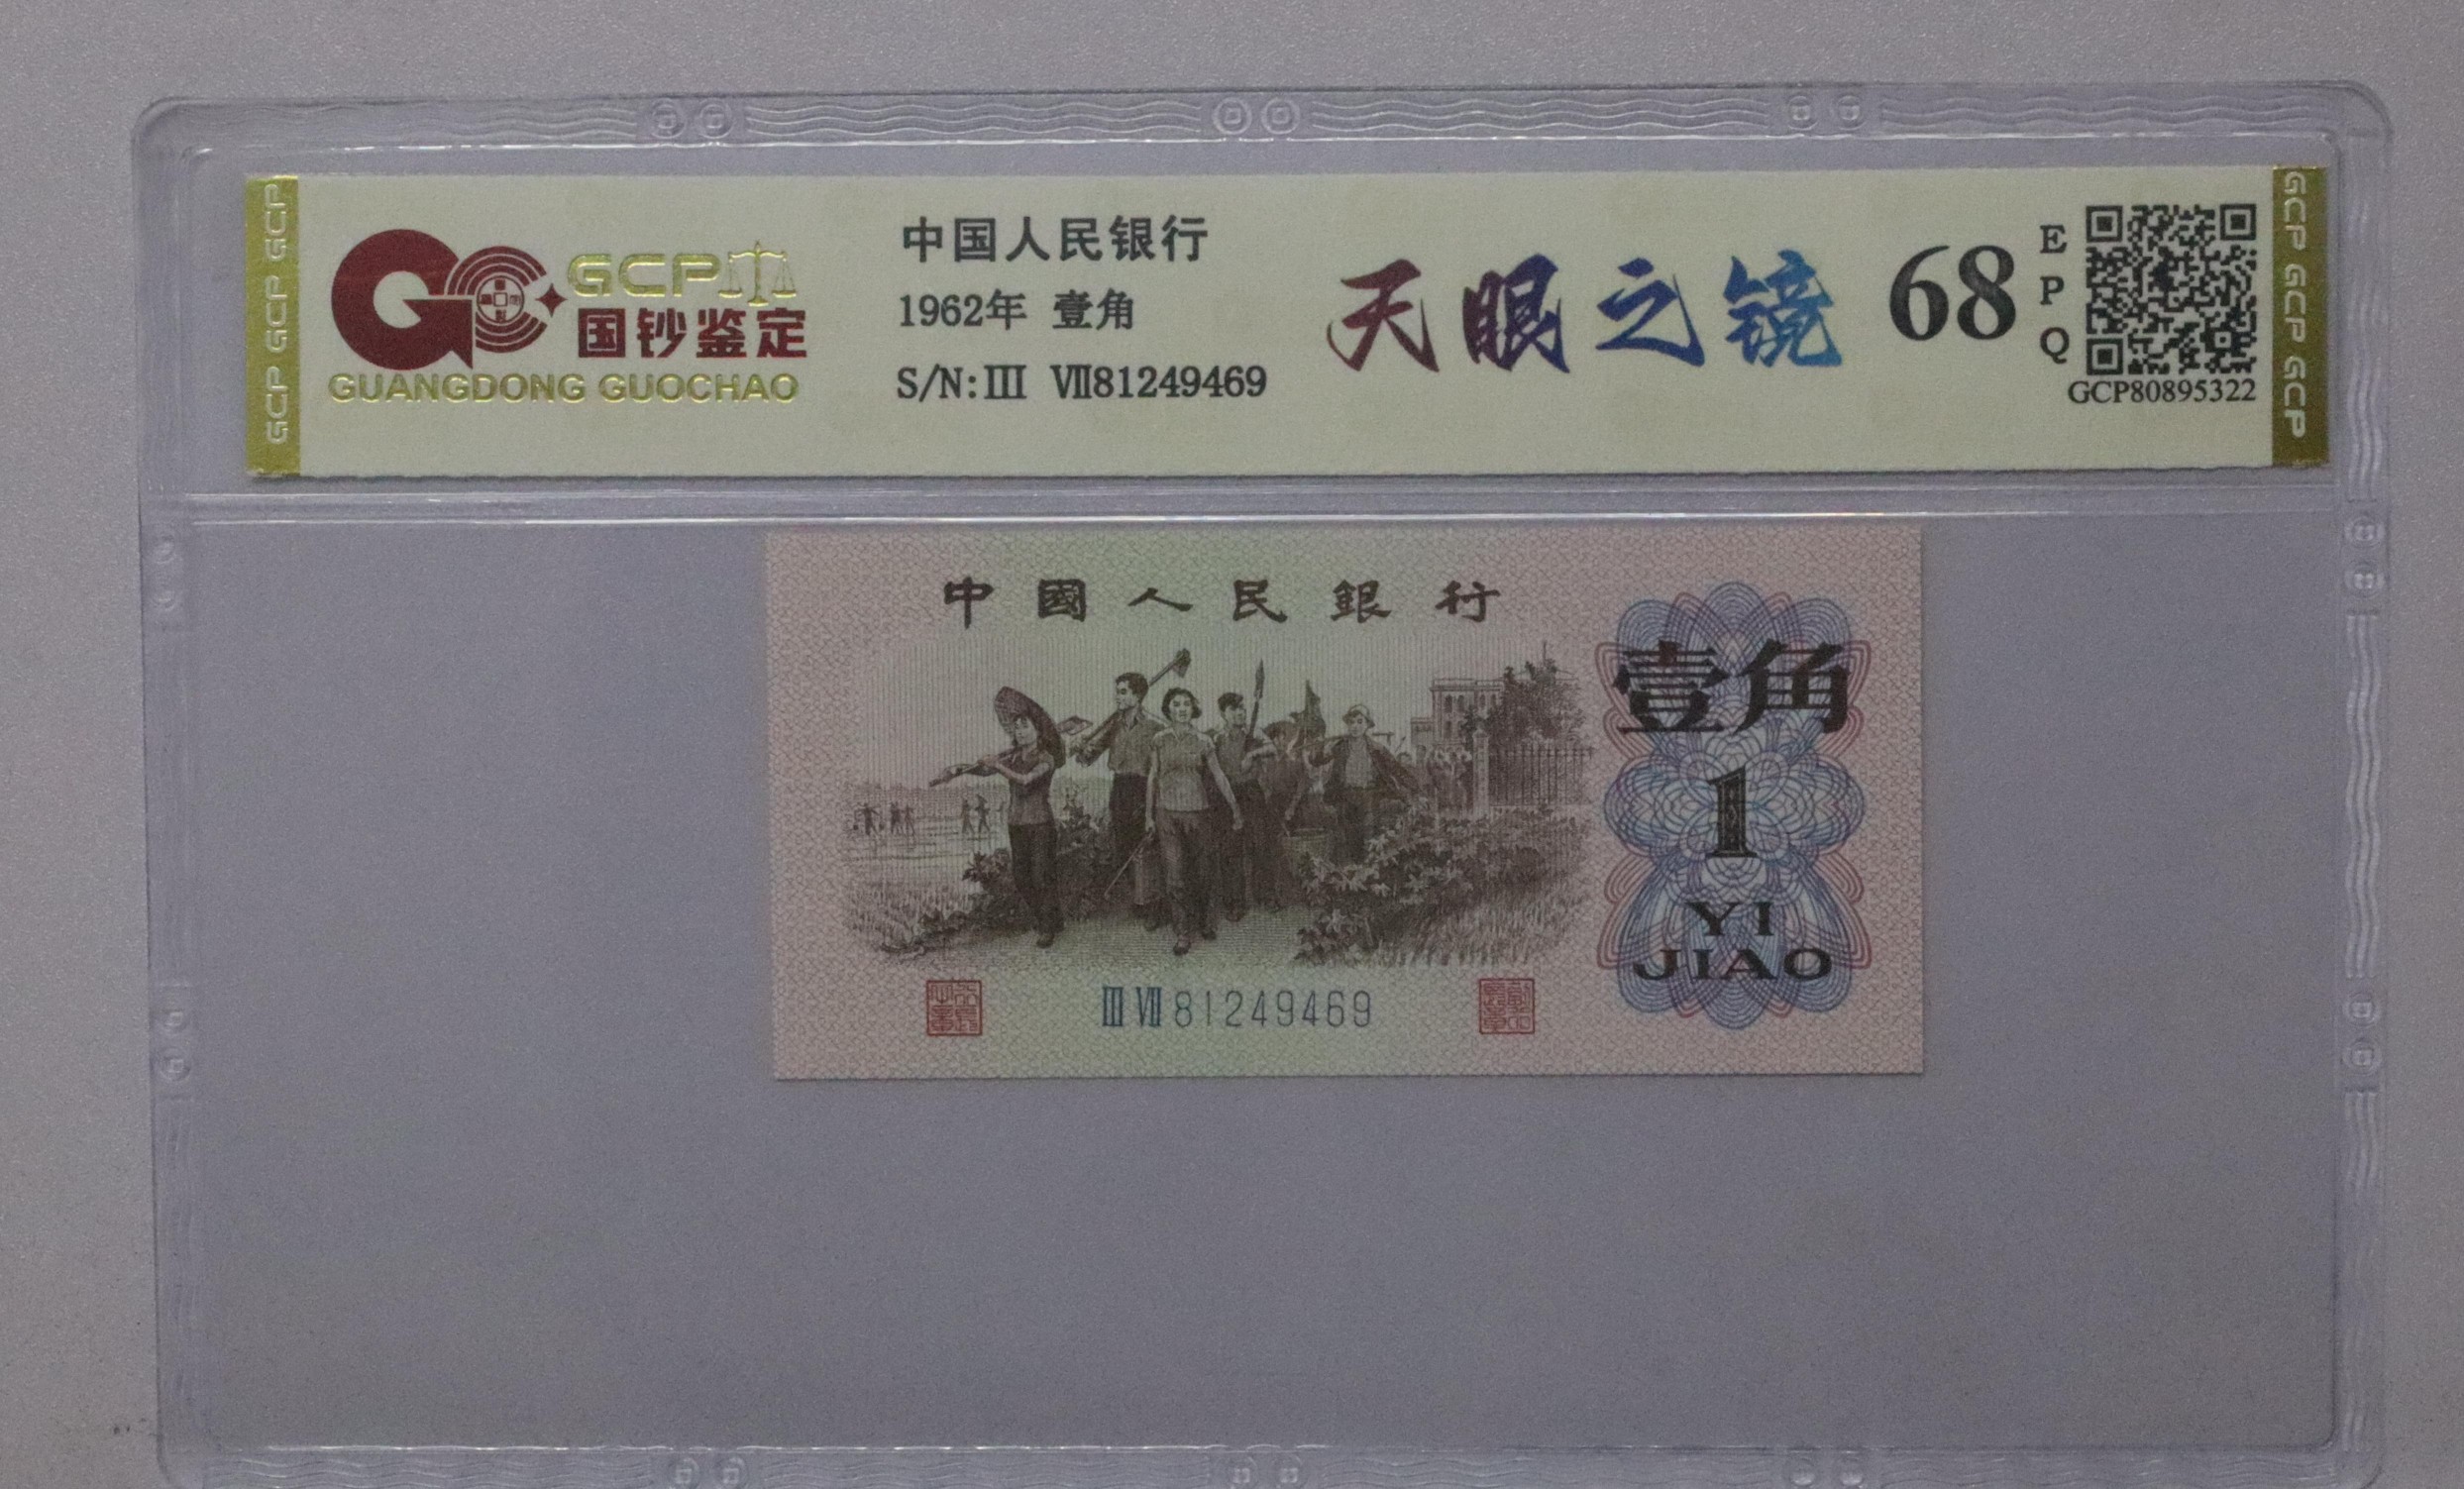 GCP GCP GCP
GCP
国钞鉴定
GUANGDONG GUOCHAO
中国人民银行
1962年 壹角
S/N:III VII81249469
天眼之镜
68
EPQ
GCP80895322
GCP GCP GCP
中國人民銀行
壹角
1
YI
JIAO
III VII 81249469